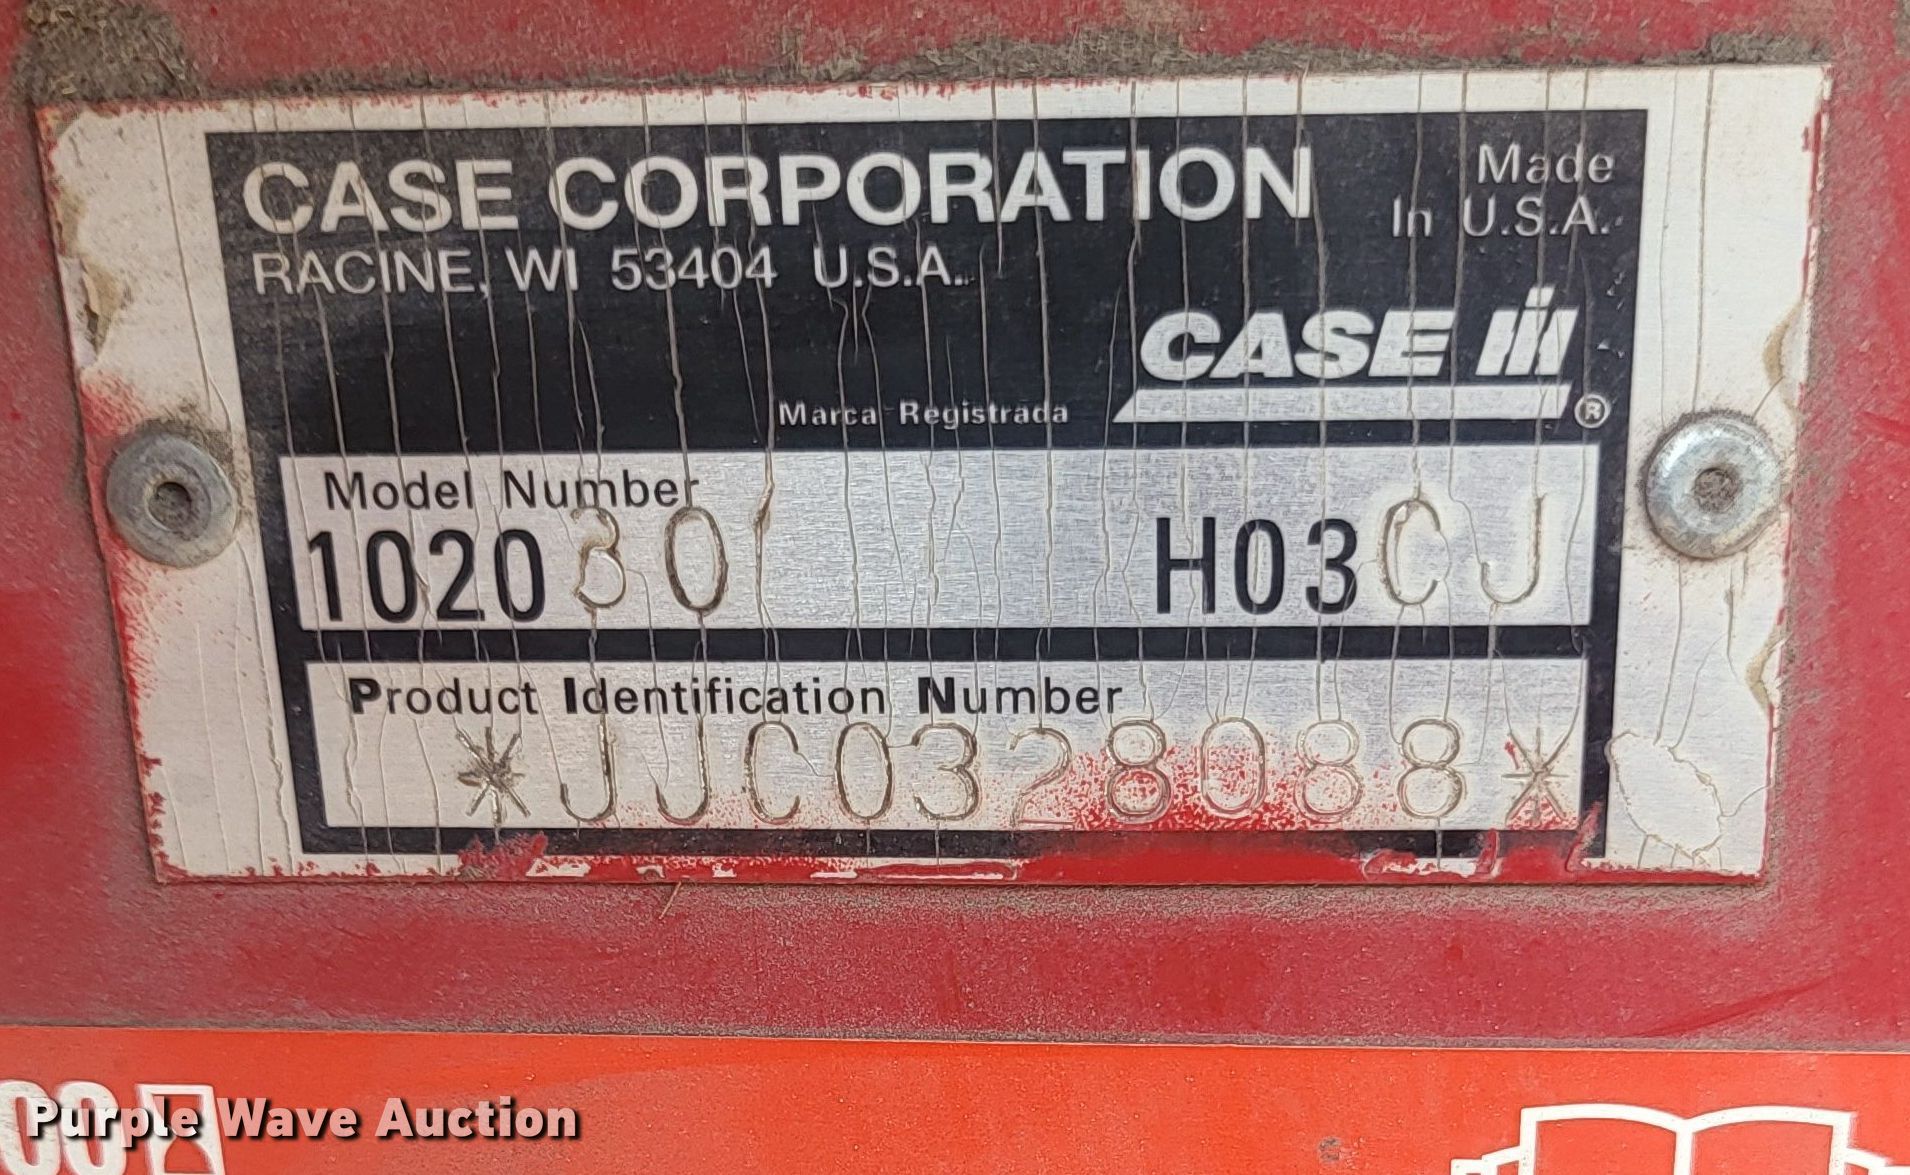 CASE CORPORATION
Made
In U.S.A.
RACINE, WI 53404 U.S.A.
CASE IH
Marca Registrada ®
Model Number
102030 H03CJ
Product Identification Number
*JJC0328088*
Purple Wave Auction